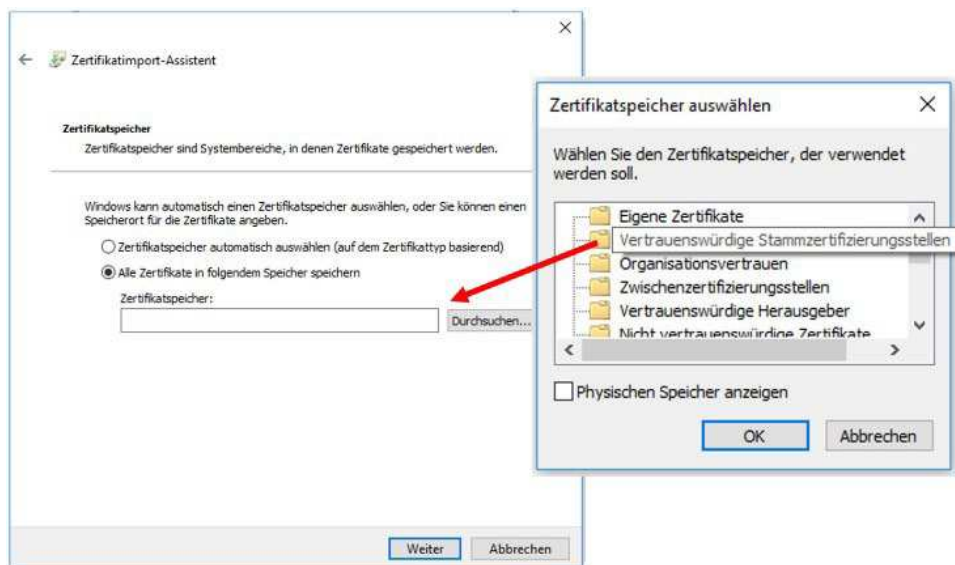 Zertifikatimport-Assistent
Zertifikatspeicher
Zertifikatspeicher sind Systembereiche, in denen Zertifikate gespeichert werden.
Windows kann automatisch einen Zertifikatspeicher auswählen, oder Sie können einen
Speicherort für die Zertifikate angeben.
Zertifikatspeicher automatisch auswählen (auf dem Zertifikattyp basierend)
Alle Zertifikate in folgendem Speicher speichern
Zertifikatspeicher:
Durchsuchen...
Weiter
Abbrechen
Zertifikatspeicher auswählen
Wählen Sie den Zertifikatspeicher, der verwendet
werden soll.
Eigene Zertifikate
Vertrauenswürdige Stammzertifizierungsstellen
Organisationsvertrauen
Zwischenzertifizierungsstellen
Vertrauenswürdige Herausgeber
Nicht vertrauenswürdige Zertifikate
Physischen Speicher anzeigen
OK
Abbrechen